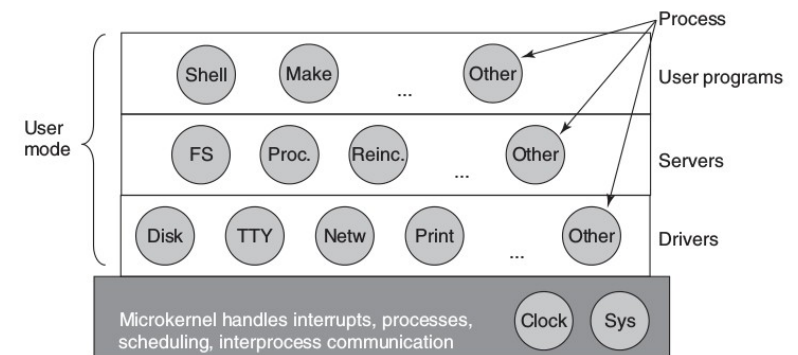 Process
Shell Make ... Other
User programs
User
mode
FS Proc. Reinc. ... Other
Servers
Disk TTY Netw Print ... Other
Drivers
Microkernel handles interrupts, processes,
scheduling, interprocess communication
Clock Sys